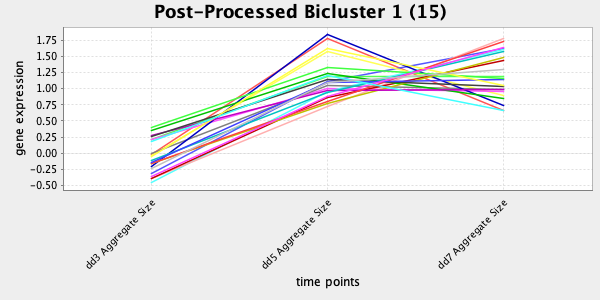 Post-Processed Bicluster 1 (15)
gene expression
1.75
1.50
1.25
1.00
0.75
0.50
0.25
0.00
-0.25
-0.50
dd3 Aggregate Size
dd5 Aggregate Size
dd7 Aggregate Size
time points